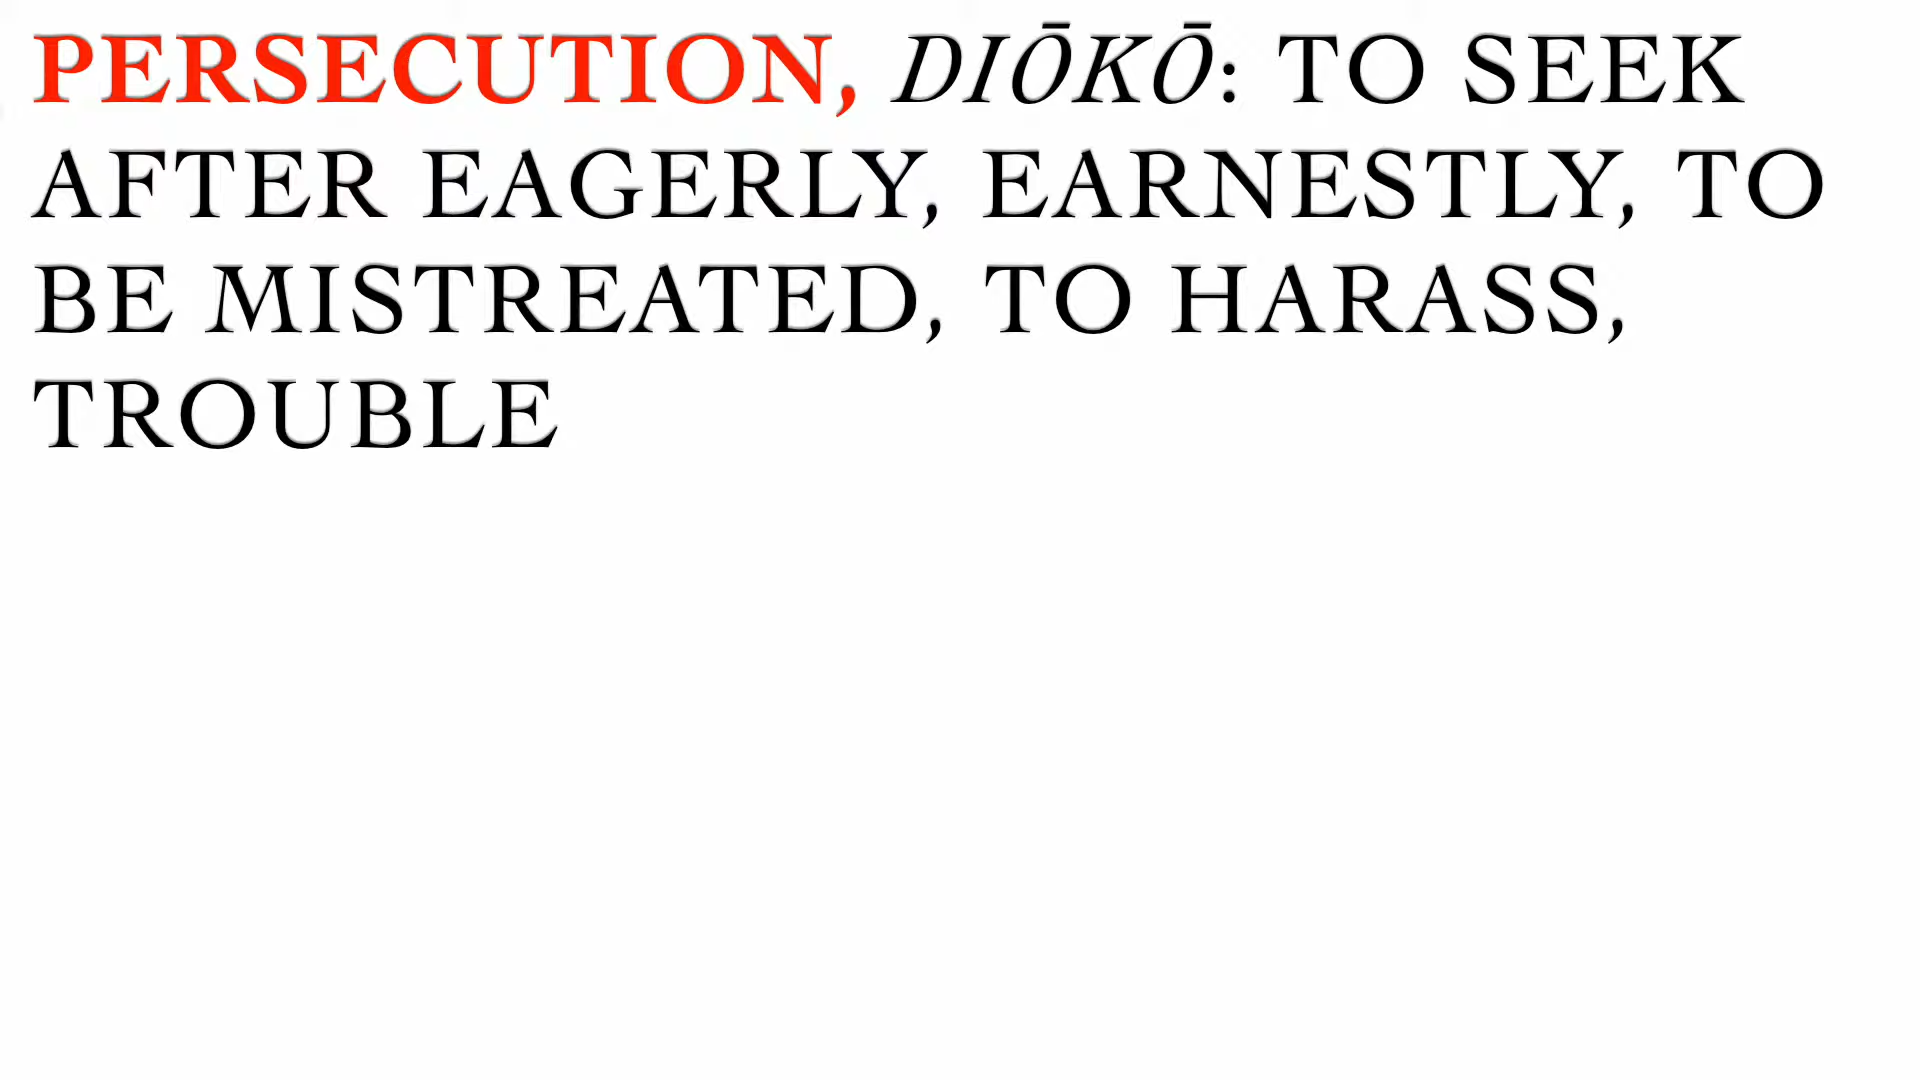 PERSECUTION, DIŌKŌ: TO SEEK
AFTER EAGERLY, EARNESTLY, TO
BE MISTREATED, TO HARASS,
TROUBLE